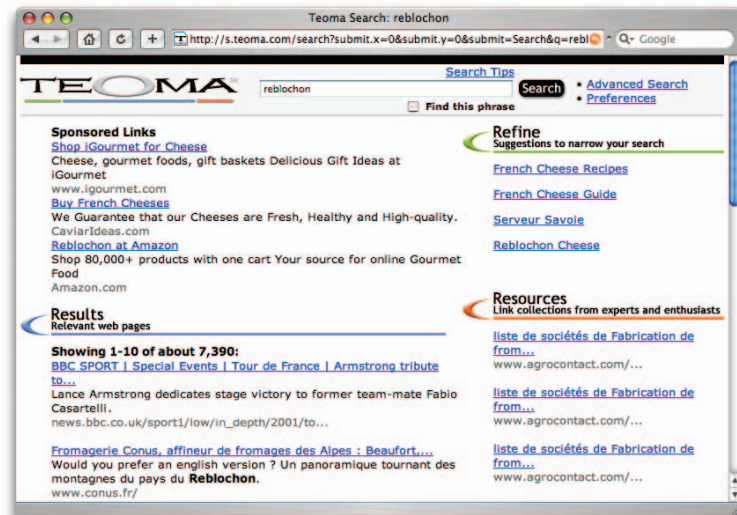 Teoma Search: reblochon
http://s.teoma.com/search?submit.x=0&submit.y=0&submit=Search&q=rebl
Google
TEOMA
Search Tips
reblochon
Search
• Advanced Search
• Preferences
Find this phrase
Sponsored Links
Shop iGourmet for Cheese
Cheese, gourmet foods, gift baskets Delicious Gift Ideas at
iGourmet
www.igourmet.com
Buy French Cheeses
We Guarantee that our Cheeses are Fresh, Healthy and High-quality.
CaviarIdeas.com
Reblochon at Amazon
Shop 80,000+ products with one cart Your source for online Gourmet
Food
Amazon.com
Results
Relevant web pages
Showing 1-10 of about 7,390:
BBC SPORT | Special Events | Tour de France | Armstrong tribute
to...
Lance Armstrong dedicates stage victory to former team-mate Fabio
Casartelli.
news.bbc.co.uk/sport1/low/in_depth/2001/to...
Fromagerie Conus, affineur de fromages des Alpes : Beaufort,...
Would you prefer an english version ? Un panoramique tournant des
montagnes du pays du Reblochon.
www.conus.fr/
Refine
Suggestions to narrow your search
French Cheese Recipes
French Cheese Guide
Serveur Savoie
Reblochon Cheese
Resources
Link collections from experts and enthusiasts
liste de sociétés de Fabrication de
from...
www.agrocontact.com/...
liste de sociétés de Fabrication de
from...
www.agrocontact.com/...
liste de sociétés de Fabrication de
from...
www.agrocontact.com/...